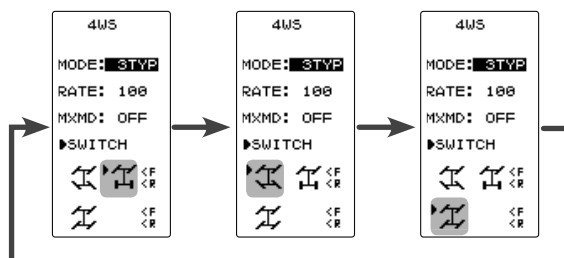 4WS
MODE: 3TYP
RATE: 100
MXMD: OFF
▶SWITCH
<F
<R
<F
<R
4WS
MODE: 3TYP
RATE: 100
MXMD: OFF
▶SWITCH
<F
<R
<F
<R
4WS
MODE: 3TYP
RATE: 100
MXMD: OFF
▶SWITCH
<F
<R
<F
<R